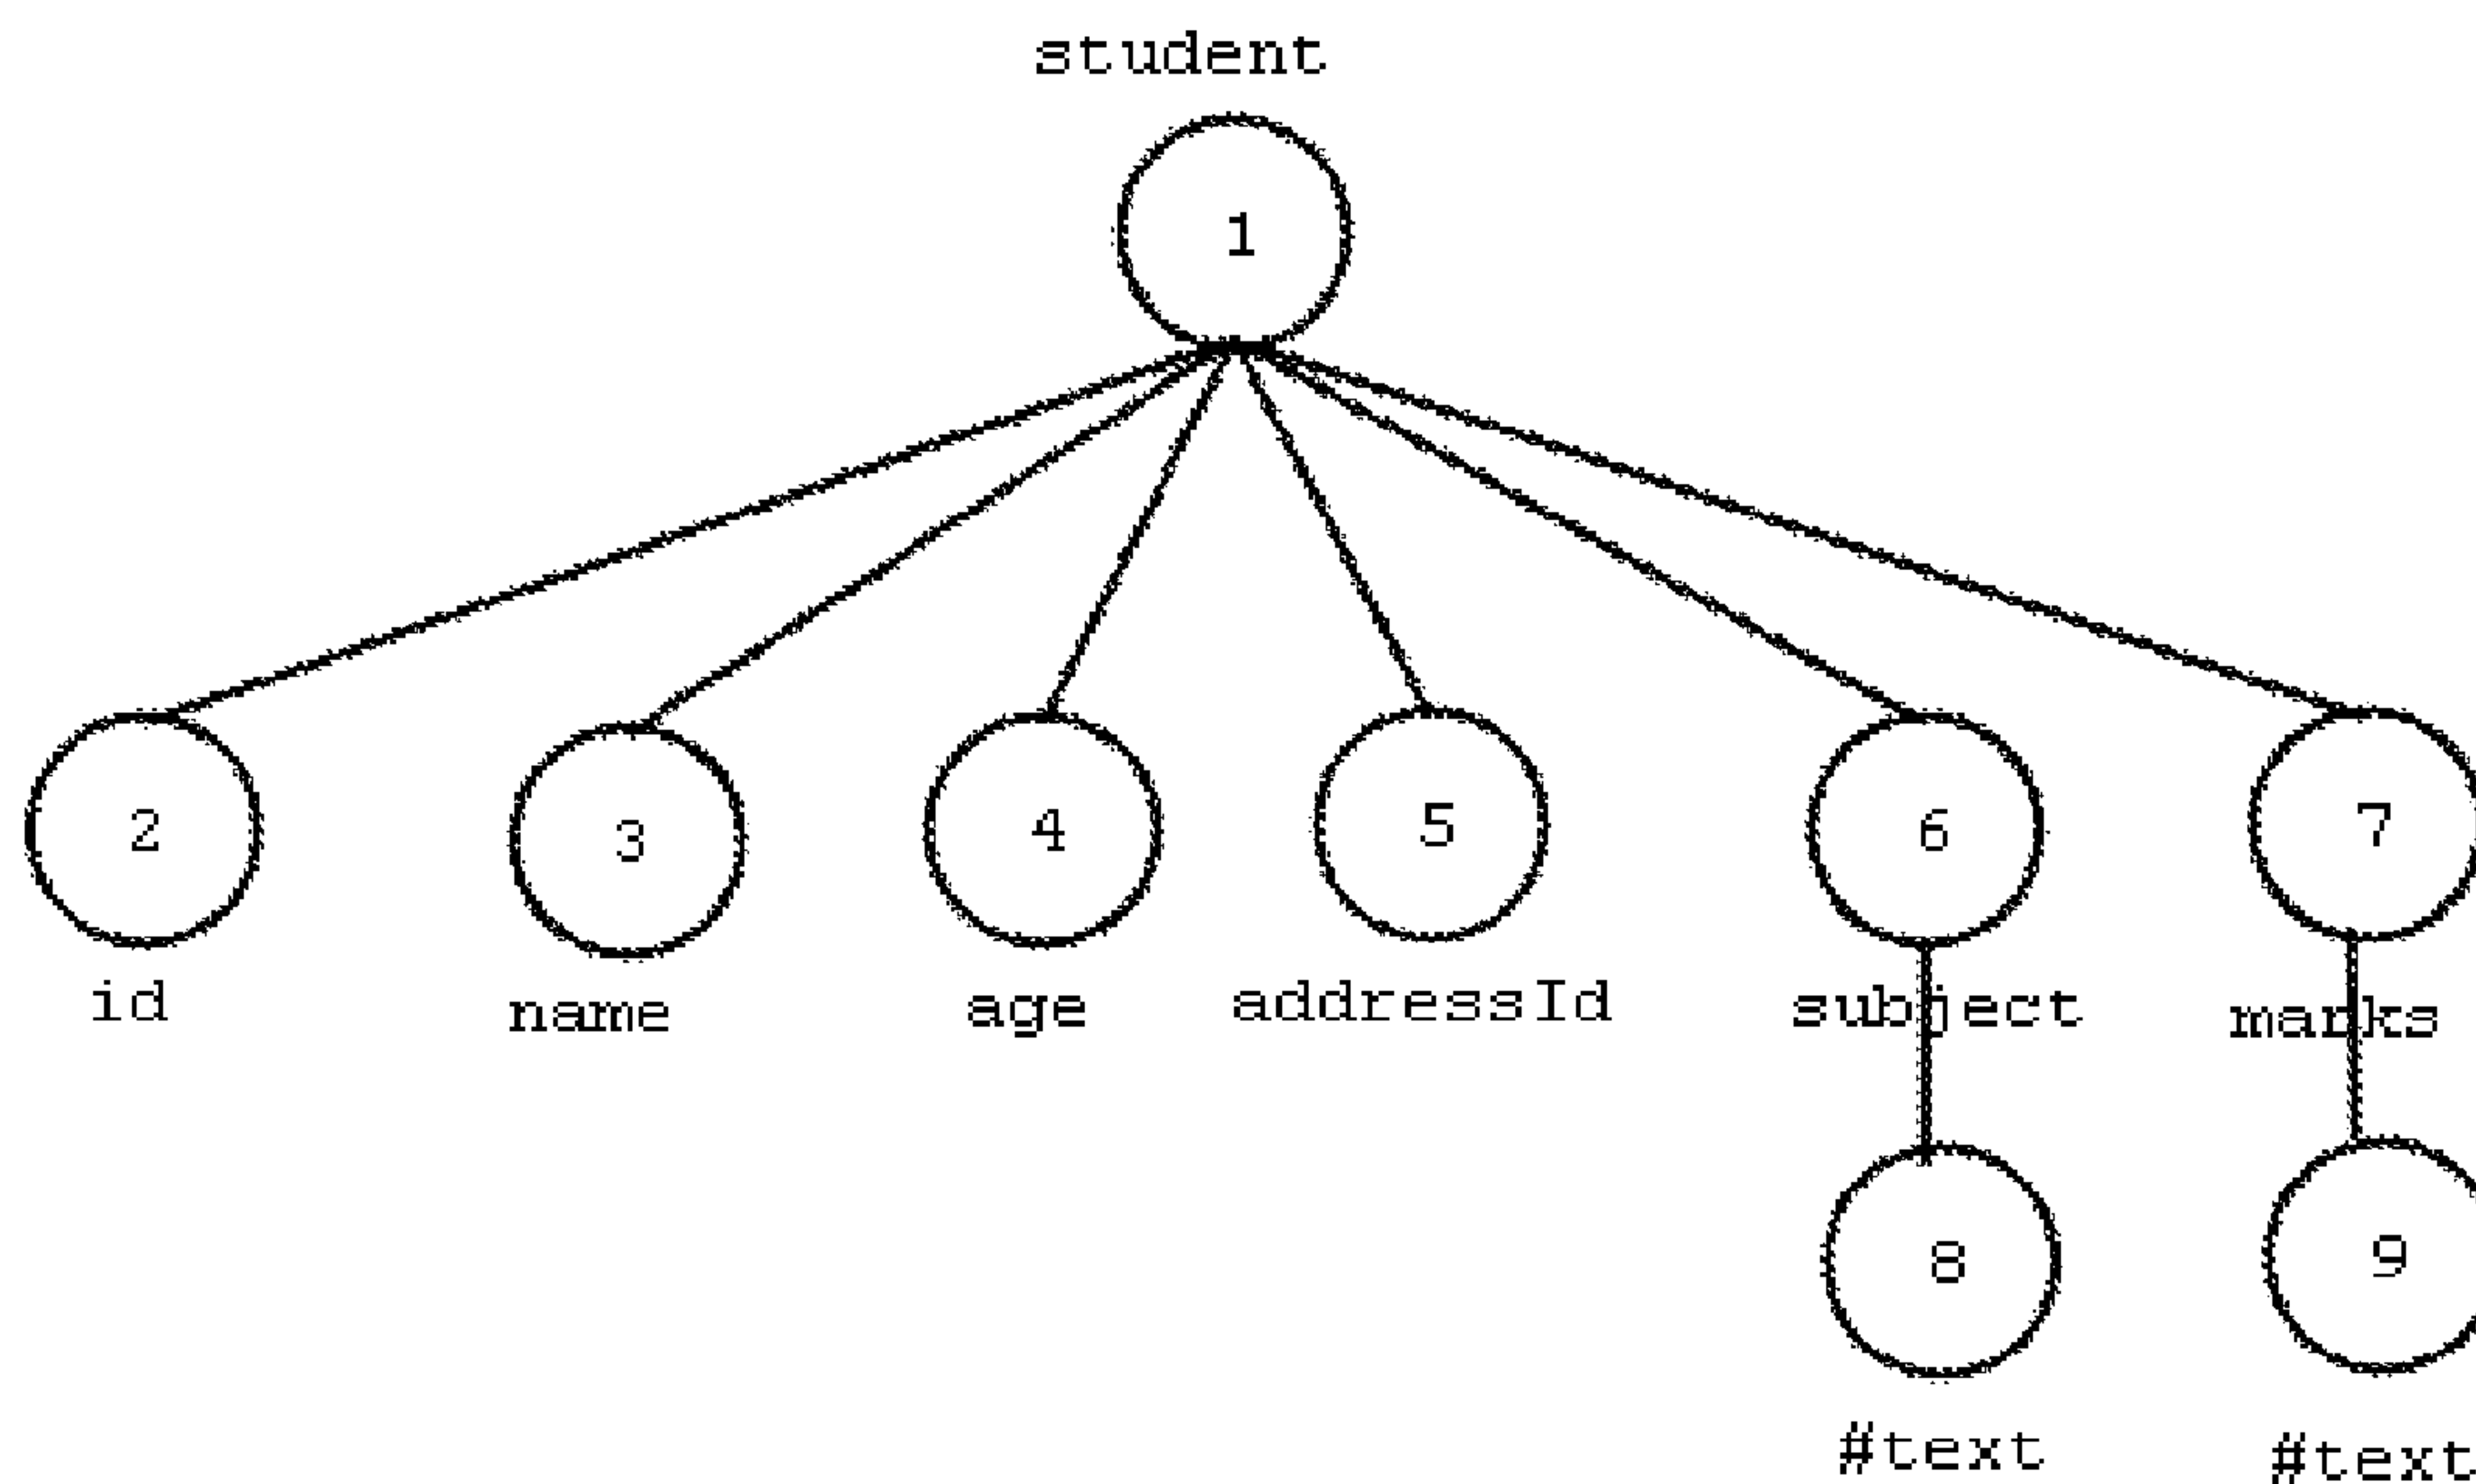 student
1
2 3 4 5 6 7
id name age addressId subject marks
8 9
#text #text